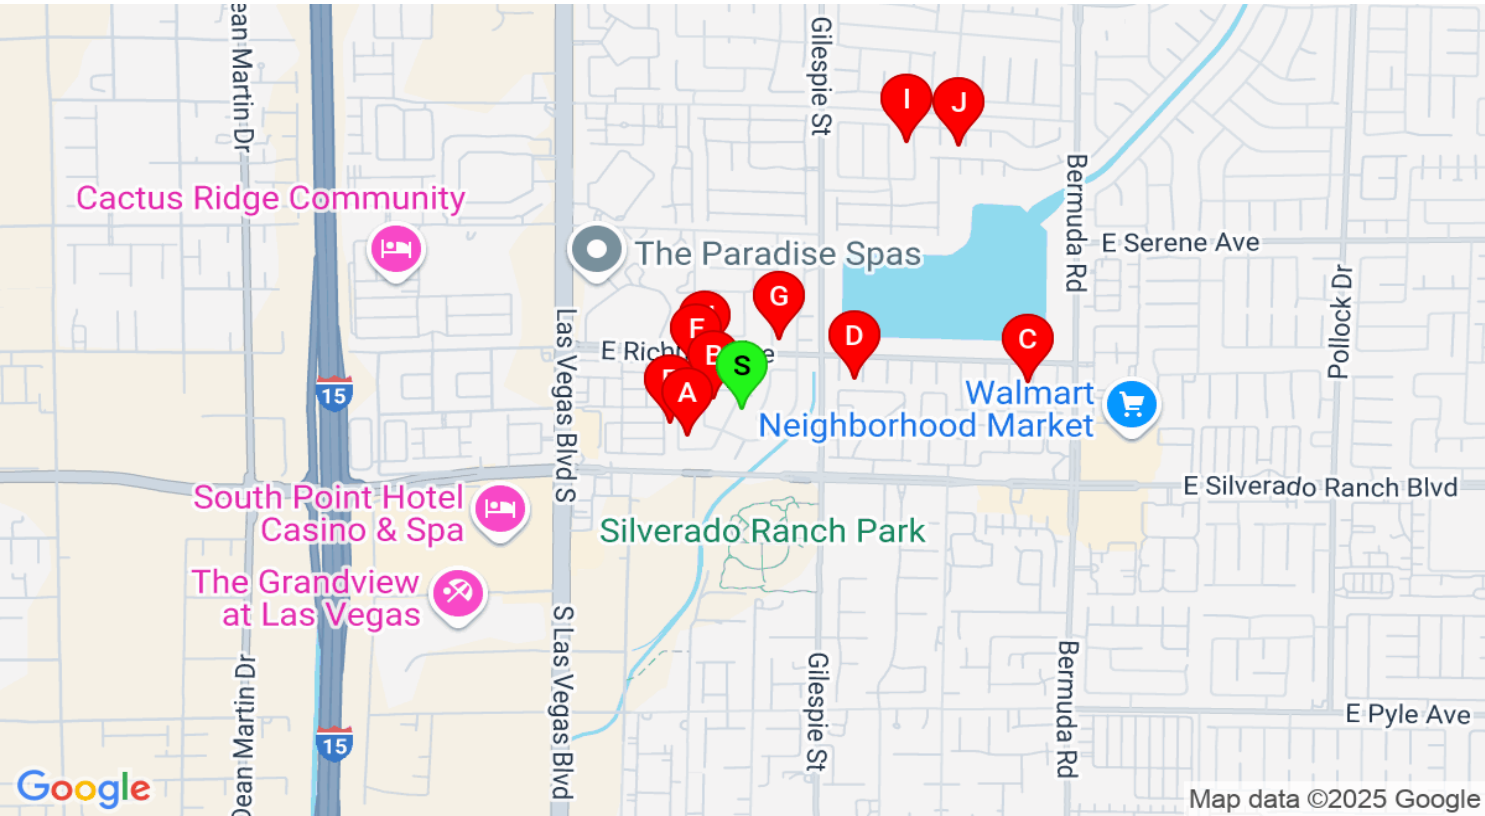 ean Martin Dr
Gilespie St
I
J
Bermuda Rd
Cactus Ridge Community
The Paradise Spas
E Serene Ave
Pollock Dr
G
D
C
B
S
A
Las Vegas Blvd S
15
Walmart
Neighborhood Market
South Point Hotel
Casino & Spa
E Silverado Ranch Blvd
Silverado Ranch Park
The Grandview
at Las Vegas
S Las Vegas Blvd
Dean Martin Dr
Gilespie St
Bermuda Rd
E Pyle Ave
15
Google
Map data ©2025 Google